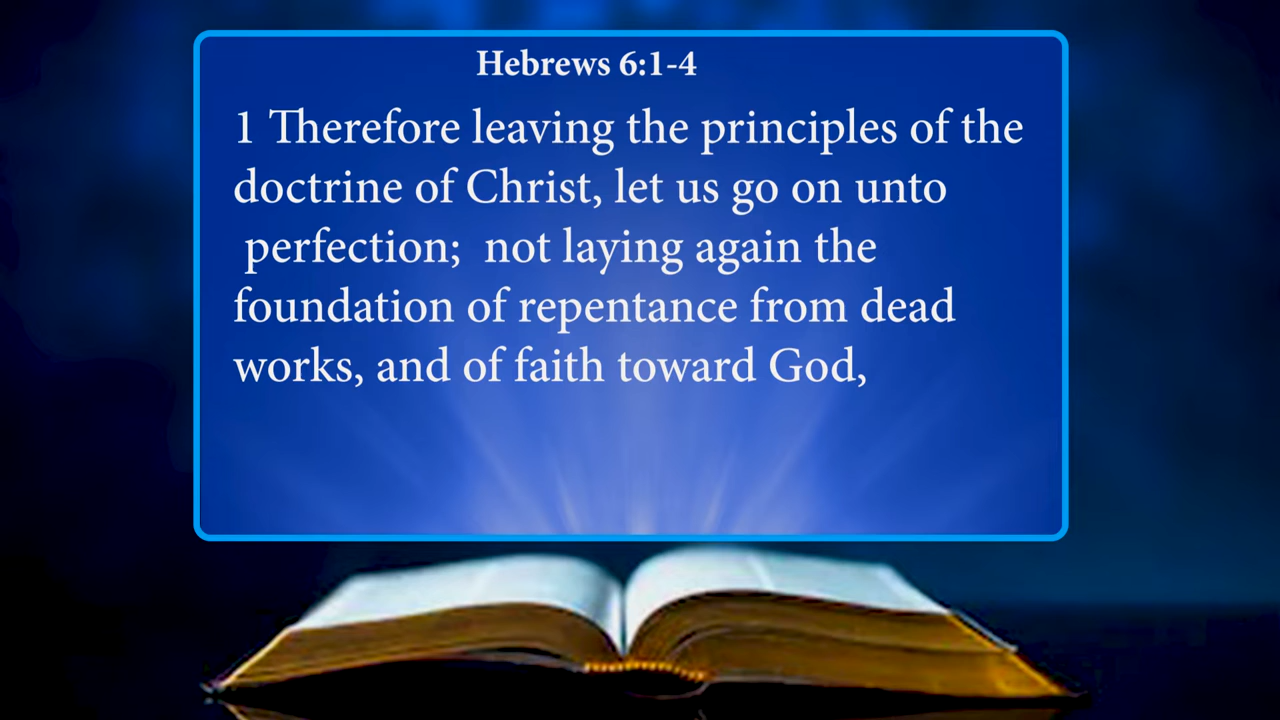 Hebrews 6:1-4
1 Therefore leaving the principles of the
doctrine of Christ, let us go on unto
perfection;  not laying again the
foundation of repentance from dead
works, and of faith toward God,